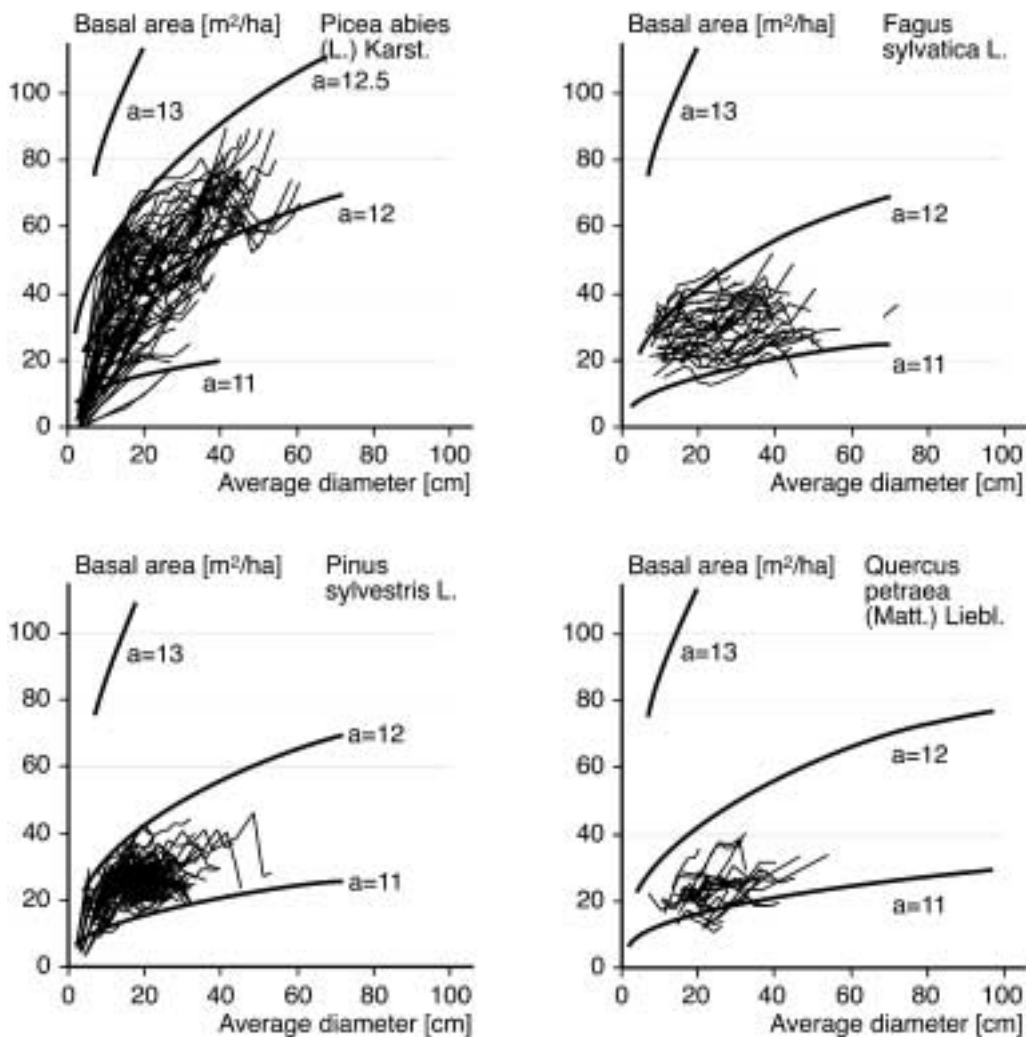 Basal area [m²/ha]
Picea abies
(L.) Karst.
a=13
a=12.5
a=12
a=11
100
80
60
40
20
0
0 20 40 60 80 100
Average diameter [cm]
Basal area [m²/ha]
Fagus
sylvatica L.
a=13
a=12
a=11
100
80
60
40
20
0
0 20 40 60 80 100
Average diameter [cm]
Basal area [m²/ha]
Pinus
sylvestris L.
a=13
a=12
a=11
100
80
60
40
20
0
0 20 40 60 80 100
Average diameter [cm]
Basal area [m²/ha]
Quercus
petraea
(Matt.) Liebl.
a=13
a=12
a=11
100
80
60
40
20
0
0 20 40 60 80 100
Average diameter [cm]